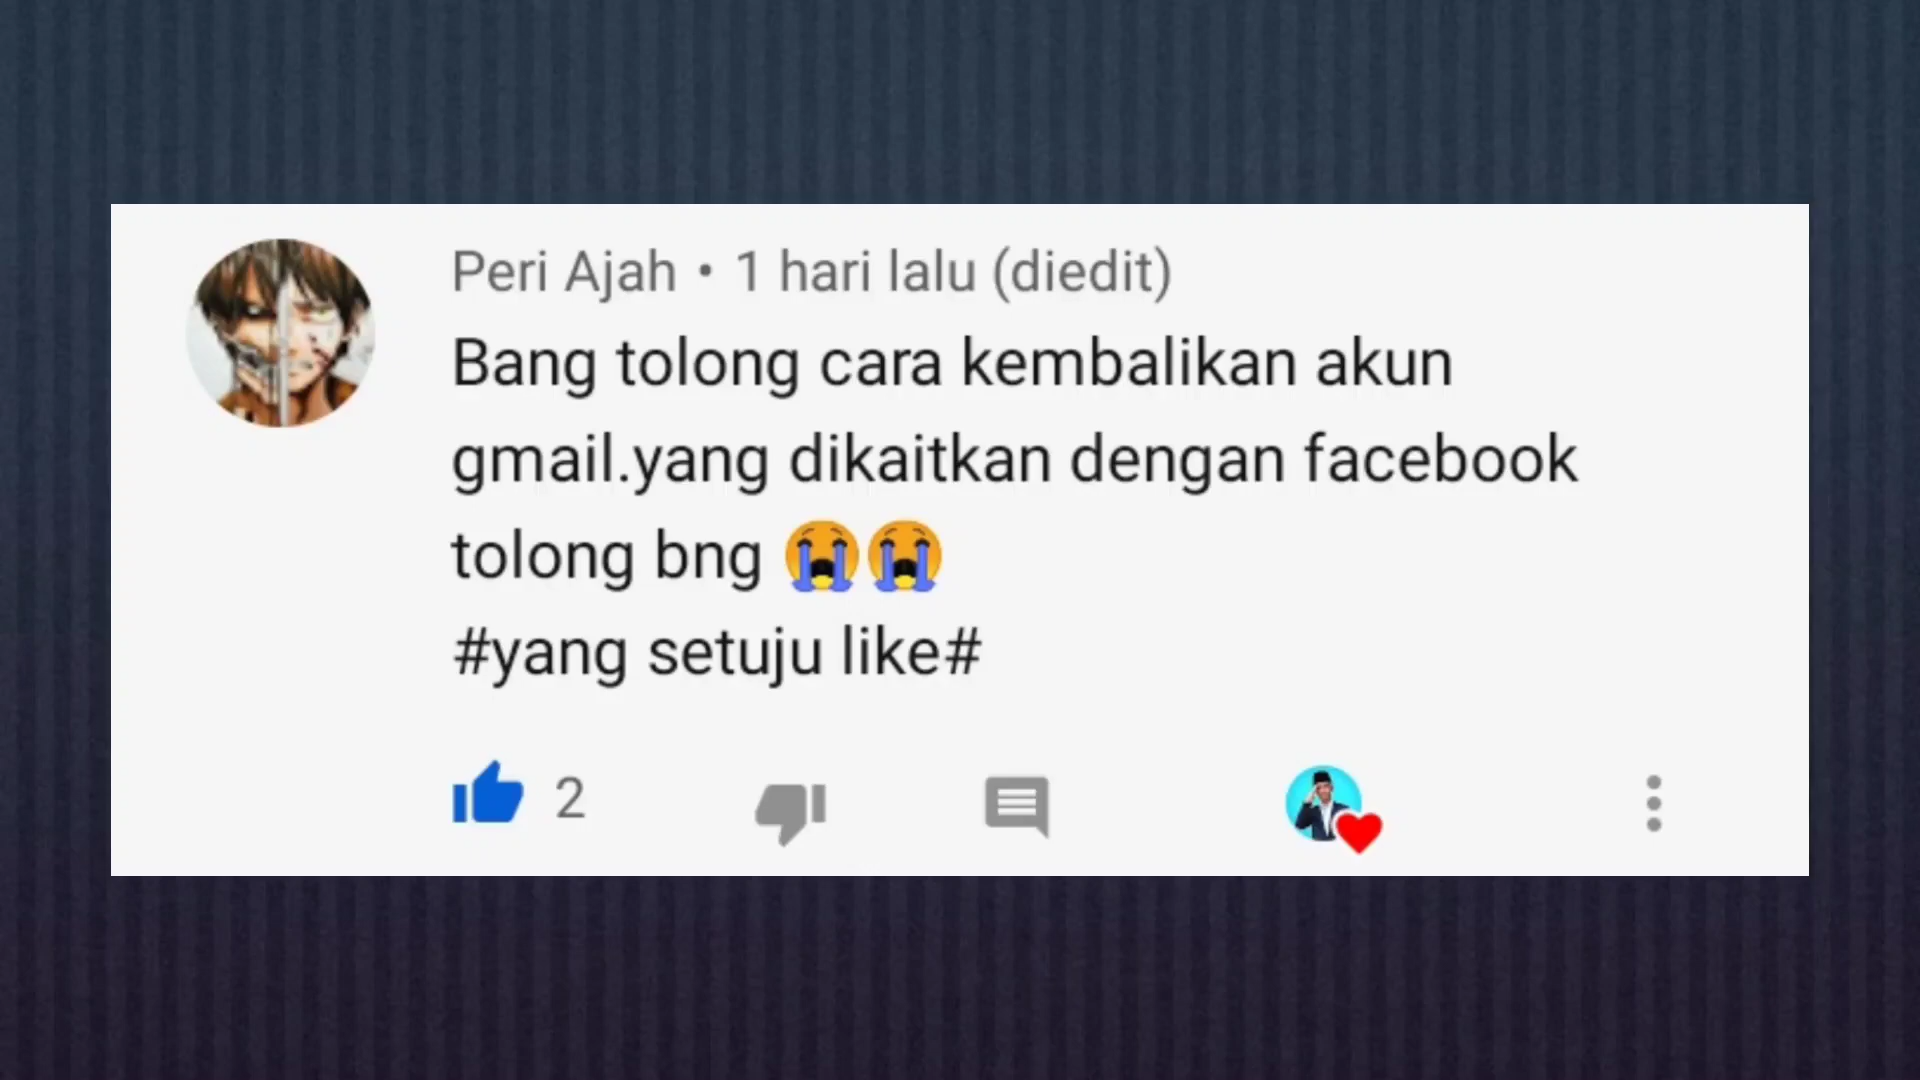 Peri Ajah • 1 hari lalu (diedit)
Bang tolong cara kembalikan akun
gmail.yang dikaitkan dengan facebook
tolong bng 😭😭
#yang setuju like#
2